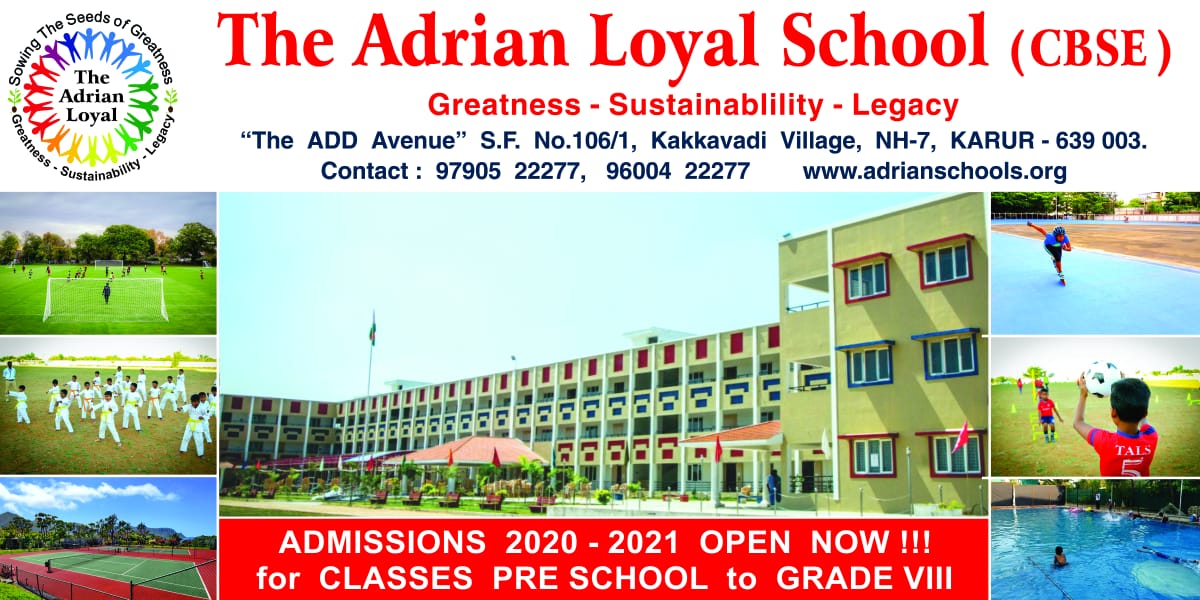 Sowing The Seeds of Greatness
The
Adrian
Loyal
Greatness - Sustainability - Legacy
The Adrian Loyal School (CBSE)
Greatness - Sustainablility - Legacy
“The ADD Avenue” S.F. No.106/1, Kakkavadi Village, NH-7, KARUR - 639 003.
Contact : 97905 22277, 96004 22277 www.adrianschools.org
TALS
5
ADMISSIONS 2020 - 2021 OPEN NOW !!!
for CLASSES PRE SCHOOL to GRADE VIII